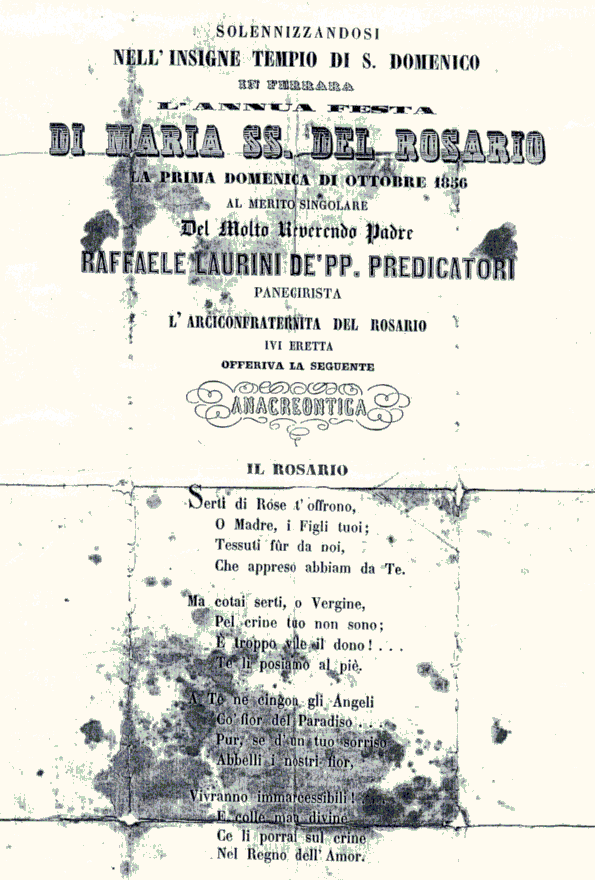 SOLENNIZZANDOSI
NELL' INSIGNE TEMPIO DI S. DOMENICO
IN FERRARA
L'ANNUA FESTA
DI MARIA SS. DEL ROSARIO
LA PRIMA DOMENICA DI OTTOBRE 1856
AL MERITO SINGOLARE
Del Molto Reverendo Padre
RAFFAELE LAURINI DE' PP. PREDICATORI
PANEGIRISTA
L' ARCICONFRATERNITA DEL ROSARIO
IVI ERETTA
OFFERIVA LA SEGUENTE
ANACREONTICA
IL ROSARIO
Serti di Rose t' offrono,
O Madre, i Figli tuoi;
Tessuti fûr da noi,
Che appreso abbiam da Te.
Ma cotai serti, o Vergine,
Pel crine tuo non sono;
È troppo vile il dono! . . .
Te li posiamo al piè.
A Te ne cingon gli Angeli
Co' fior del Paradiso . . .
Pur, se d' un tuo sorriso
Abbelli i nostri fior,
Vivranno immarcessibili!
E colle man divine
Ce li porrai sul crine
Nel Regno dell' Amor.